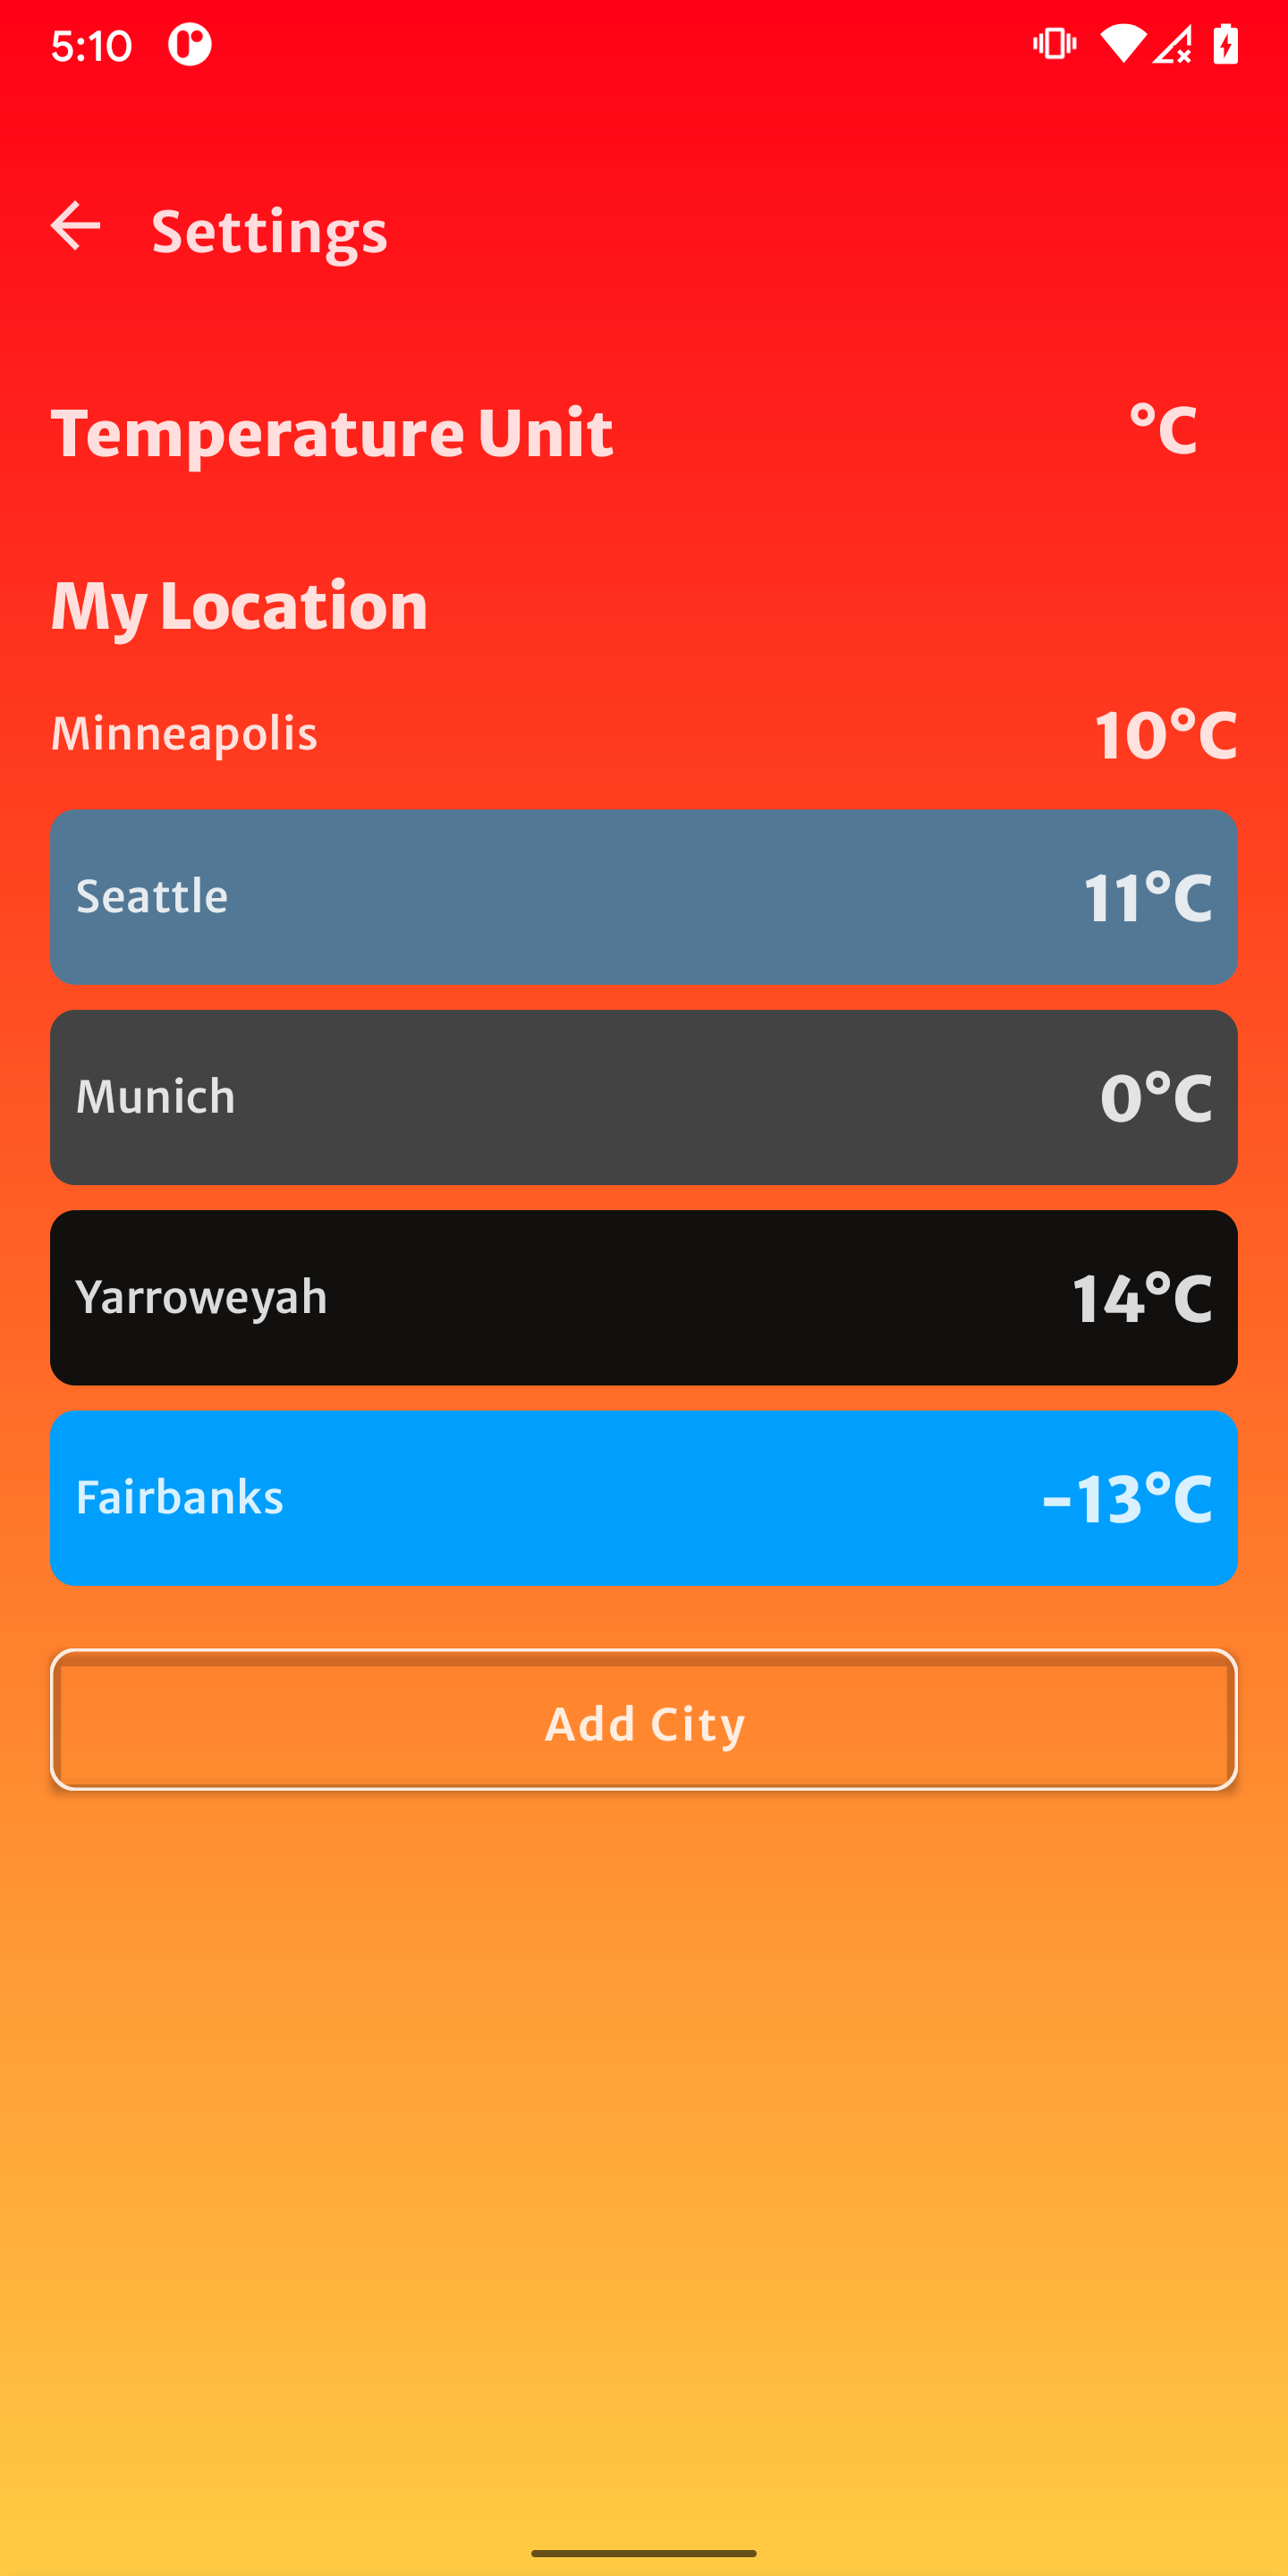 5:10
Settings
Temperature Unit °C
My Location
Minneapolis 10°C
Seattle 11°C
Munich 0°C
Yarroweyah 14°C
Fairbanks -13°C
Add City